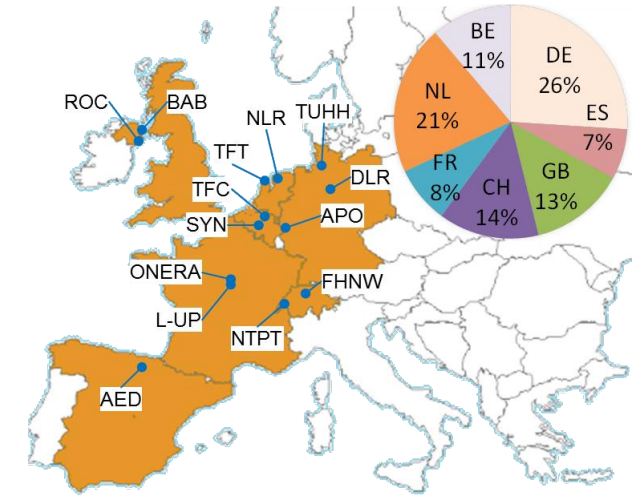 BE
11%
DE
26%
ES
7%
GB
13%
CH
14%
FR
8%
NL
21%
ROC
BAB
NLR
TUHH
TFT
DLR
TFC
SYN
APO
ONERA
FHNW
L-UP
NTPT
AED